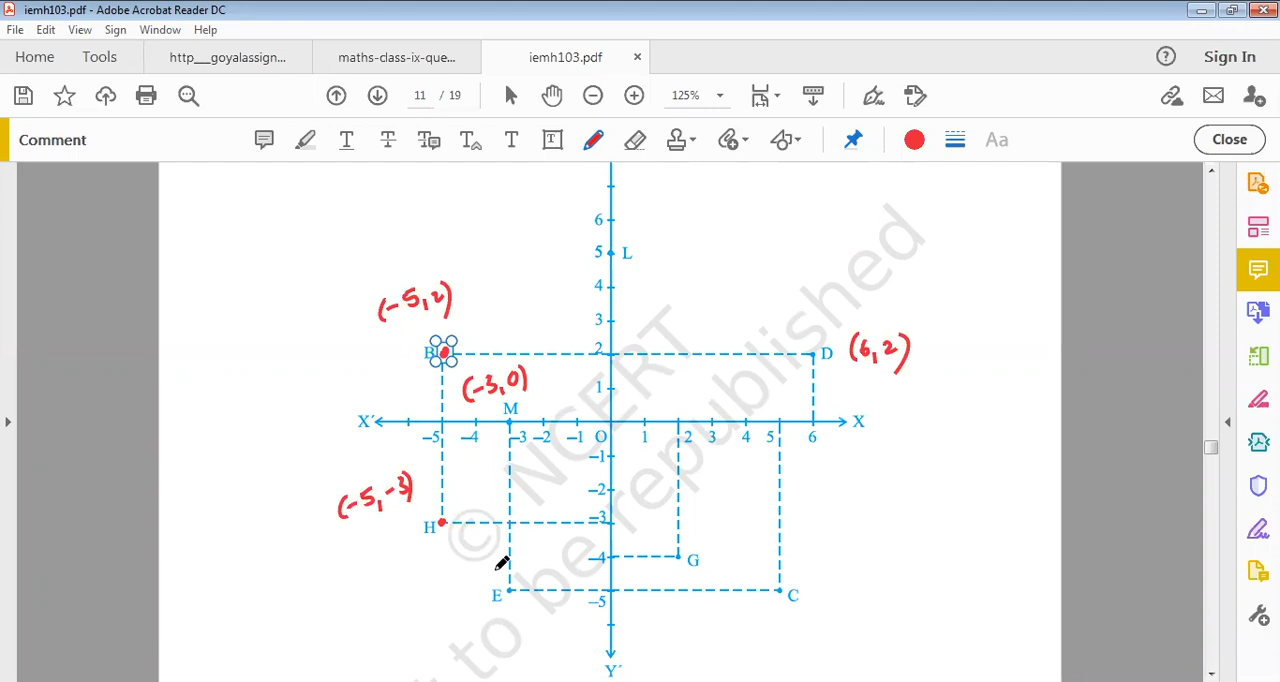 iemh103.pdf - Adobe Acrobat Reader DC
File Edit View Sign Window Help
Home Tools http___goyalassign... maths-class-ix-que... iemh103.pdf × Sign In
11 / 19 125%
Comment Close
6
5 L
4
3
(-5,2)
B 2 D (6,2)
(-3,0)
1
M
X′ –5 –4 –3 –2 –1 O 1 2 3 4 5 6 X
–1
–2
(-5,-3)
–3
H
–4 G
E –5 C
Y′
© NCERT
not to be republished